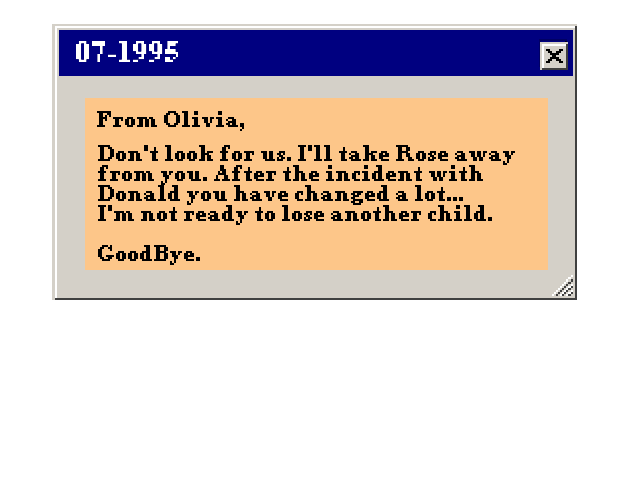 07-1995
From Olivia,
Don't look for us. I'll take Rose away
from you. After the incident with
Donald you have changed a lot...
I'm not ready to lose another child.
GoodBye.